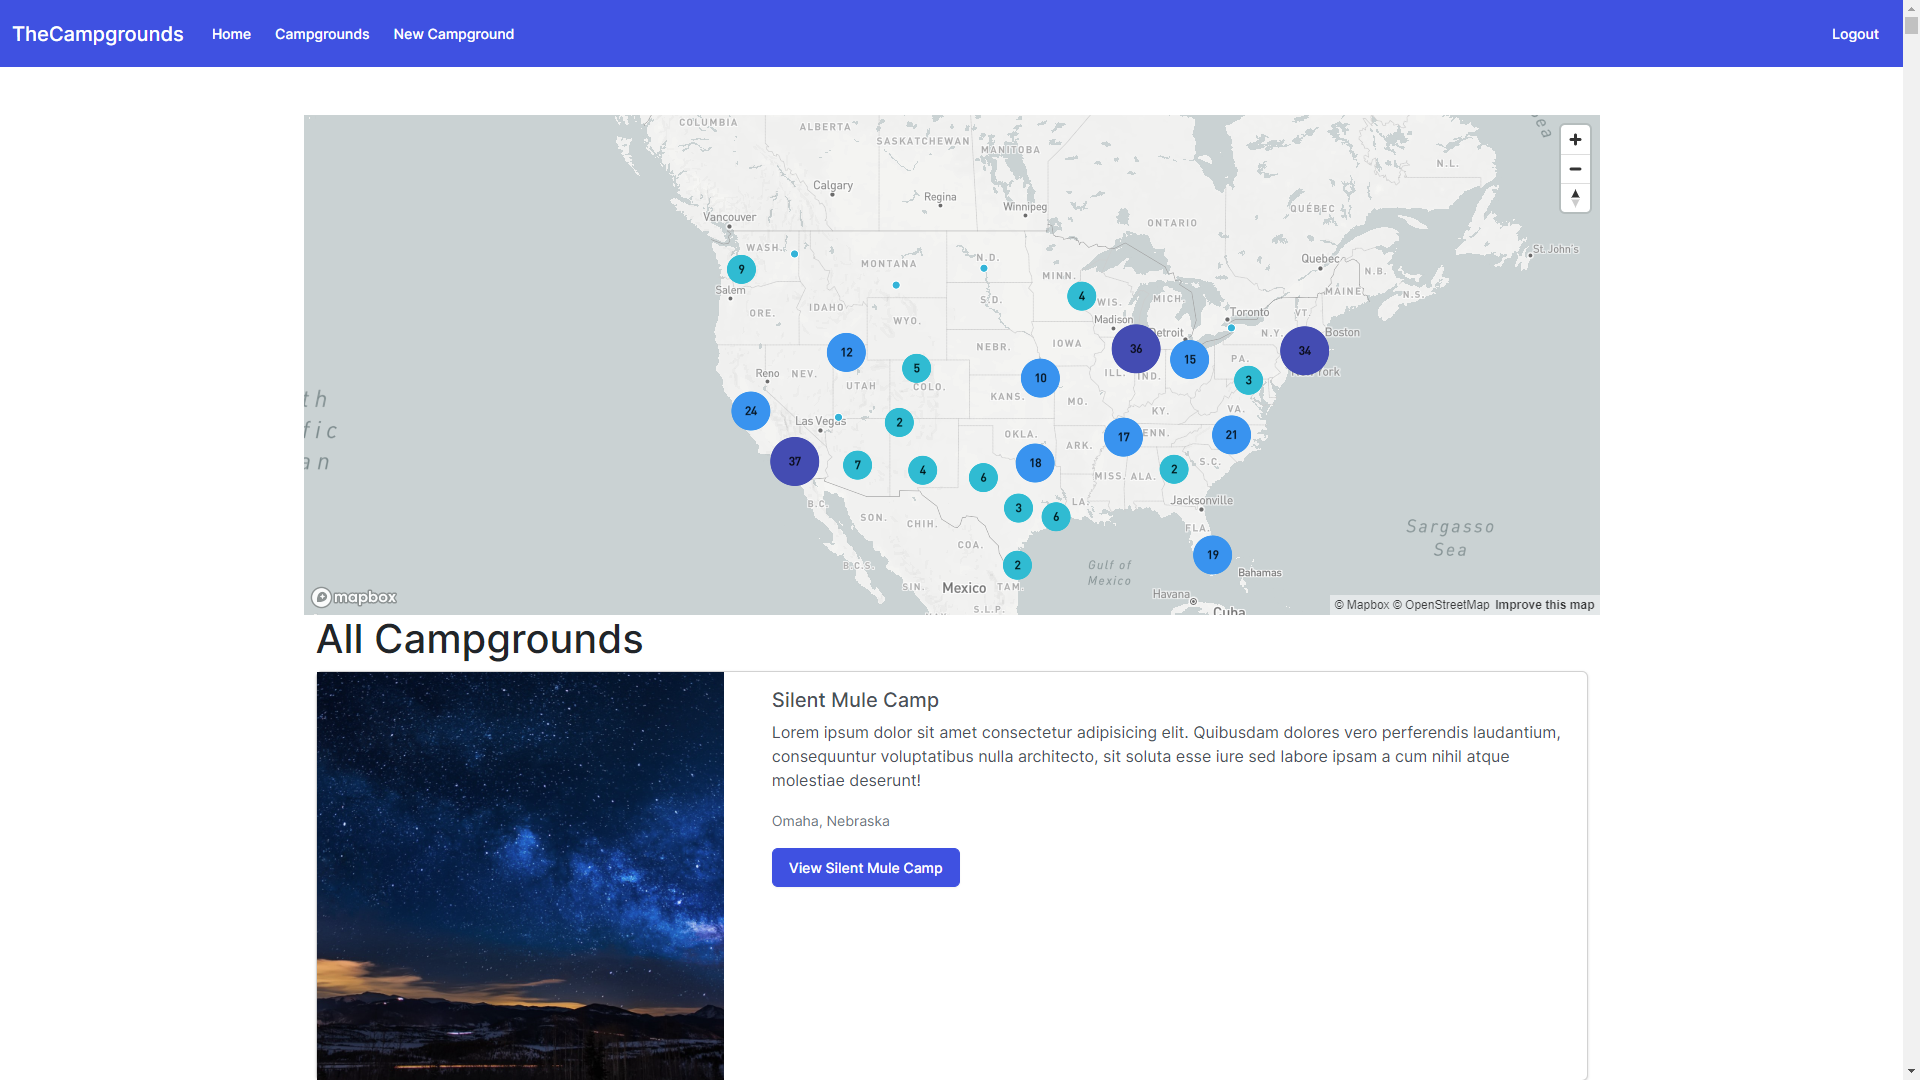 TheCampgrounds Home Campgrounds New Campground Logout
COLUMBIA
ALBERTA
SASKATCHEWAN
MANITOBA
N.L.
Calgary
Regina
Winnipeg
QUÉBEC
Vancouver
ONTARIO
WASH.
St. John's
MONTANA
N.D.
Quebec
N.B.
9
MINN.
Salem
MAINE
N.S.
4
WIS.
MICH.
S.D.
IDAHO
ORE.
Toronto
VT.
WYO.
Madison
Detroit
N.Y.
Boston
NEBR.
IOWA
12
36
15
34
PA.
5
Reno
NEV.
UTAH
COLO.
10
ILL.
IND.
3
KANS.
MO.
24
KY.
VA.
Las Vegas
2
OKLA.
17
21
ARK.
37
7
4
6
18
2
S.C.
MISS.
ALA.
B.C.
3
6
LA.
Jacksonville
SON.
CHIH.
FLA.
Sargasso
Sea
COA.
19
B.C.S.
2
Gulf of
Mexico
Bahamas
SIN.
Mexico
TAM.
Havana
S.L.P.
Cuba
mapbox
© Mapbox © OpenStreetMap Improve this map
All Campgrounds
Silent Mule Camp
Lorem ipsum dolor sit amet consectetur adipisicing elit. Quibusdam dolores vero perferendis laudantium,
consequuntur voluptatibus nulla architecto, sit soluta esse iure sed labore ipsam a cum nihil atque
molestiae deserunt!
Omaha, Nebraska
View Silent Mule Camp